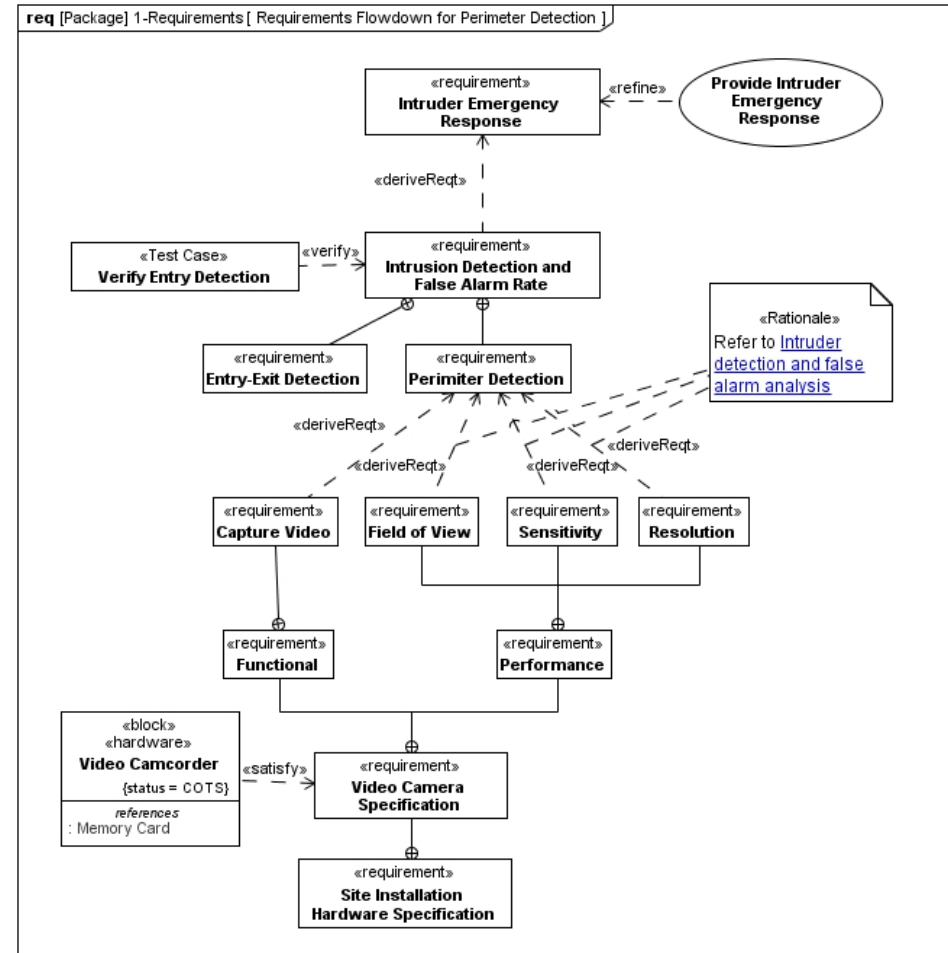 req [Package] 1-Requirements [ Requirements Flowdown for Perimeter Detection ]
«requirement»
Intruder Emergency
Response
«refine»
Provide Intruder
Emergency
Response
«deriveReqt»
«Test Case»
Verify Entry Detection
«verify»
«requirement»
Intrusion Detection and
False Alarm Rate
«Rationale»
Refer to Intruder
detection and false
alarm analysis
«requirement»
Entry-Exit Detection
«requirement»
Perimiter Detection
«deriveReqt»
«deriveReqt»
«deriveReqt»
«deriveReqt»
«requirement»
Capture Video
«requirement»
Field of View
«requirement»
Sensitivity
«requirement»
Resolution
«requirement»
Functional
«requirement»
Performance
«block»
«hardware»
Video Camcorder
{status = COTS}
references
: Memory Card
«satisfy»
«requirement»
Video Camera
Specification
«requirement»
Site Installation
Hardware Specification